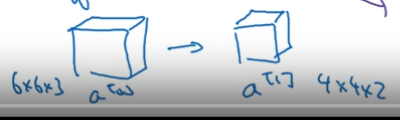 6x6x3 a[0] → a[1] 4x4x2